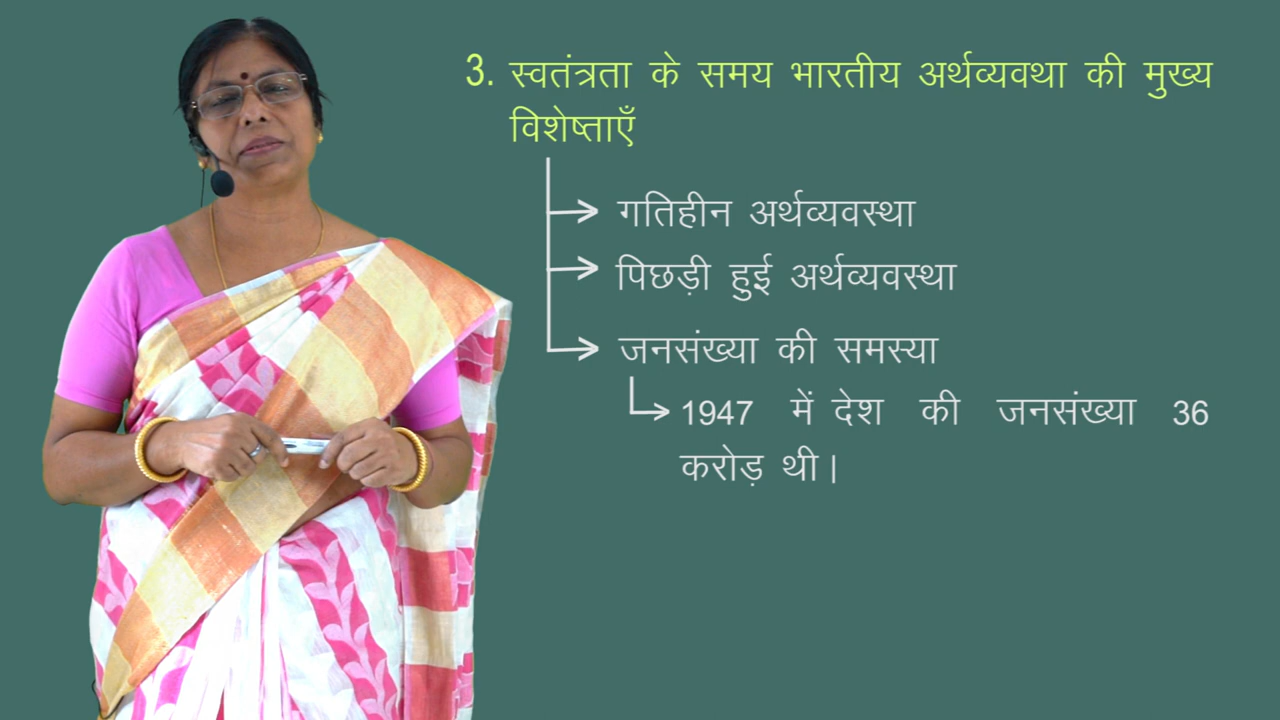 3. स्वतंत्रता के समय भारतीय अर्थव्यवथा की मुख्य
विशेष्ताएँ
गतिहीन अर्थव्यवस्था
पिछड़ी हुई अर्थव्यवस्था
जनसंख्या की समस्या
1947 में देश की जनसंख्या 36
करोड़ थी।